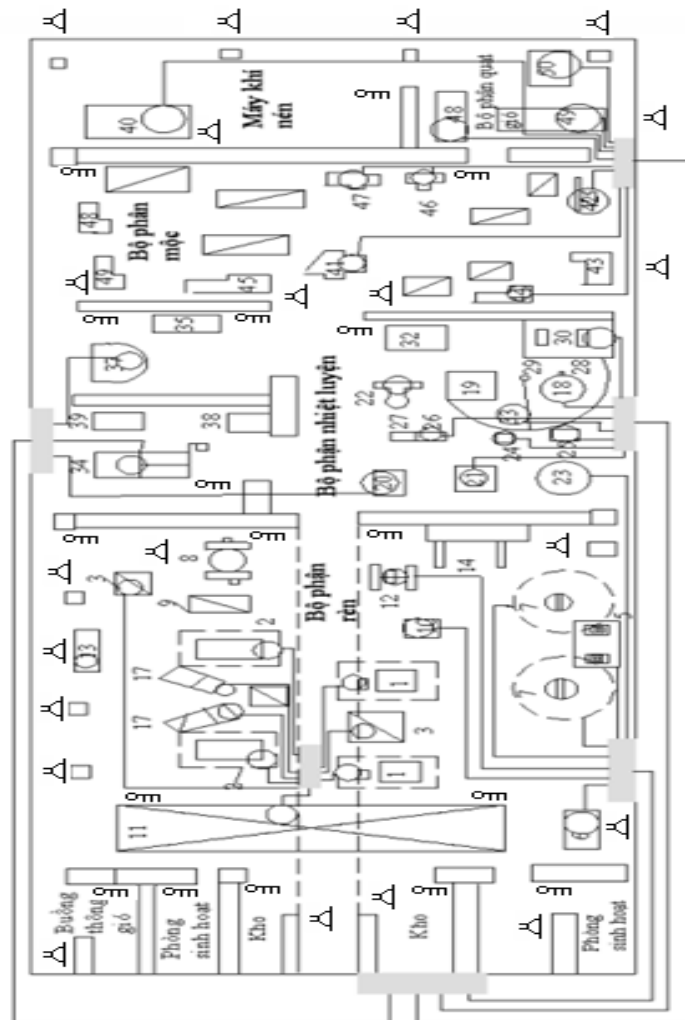 Máy khí
nén
40
Bộ phận quạt
gió
50
49
48
Bộ phận
mộc
48
49
45
47
46
41
42
43
44
35
37
39
38
34
Bộ phận nhiệt luyện
32
22
19
27
26
20
21
33
24
25
23
18
28
29
30
Bộ phận
rèn
3
8
9
2
13
17
17
2
12
14
10
1
3
1
7
7
5
6
11
Buồng
thông
gió
Phòng
sinh hoạt
Kho
Kho
Phòng
sinh hoạt